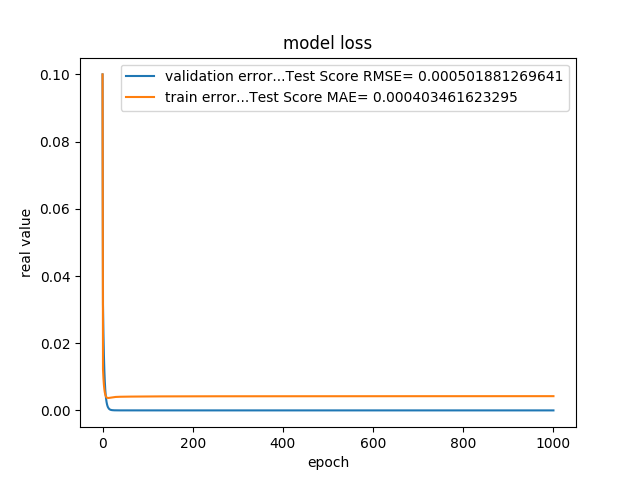 model loss
validation error...Test Score RMSE= 0.000501881269641
train error...Test Score MAE= 0.000403461623295
0.10
0.08
0.06
0.04
0.02
0.00
real value
0 200 400 600 800 1000
epoch